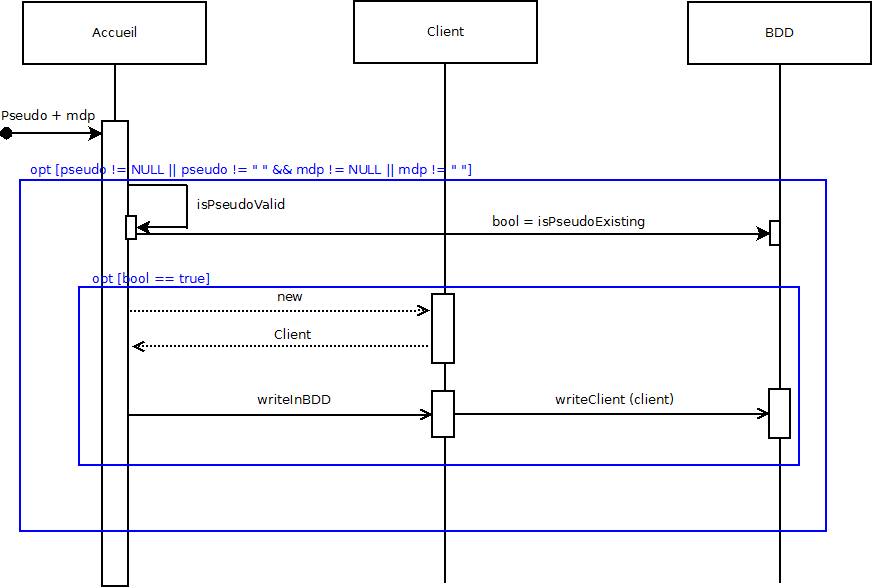 Accueil
Client
BDD
Pseudo + mdp
opt [pseudo != NULL || pseudo != " " && mdp != NULL || mdp != " "]
isPseudoValid
bool = isPseudoExisting
opt [bool == true]
new
Client
writeInBDD
writeClient (client)